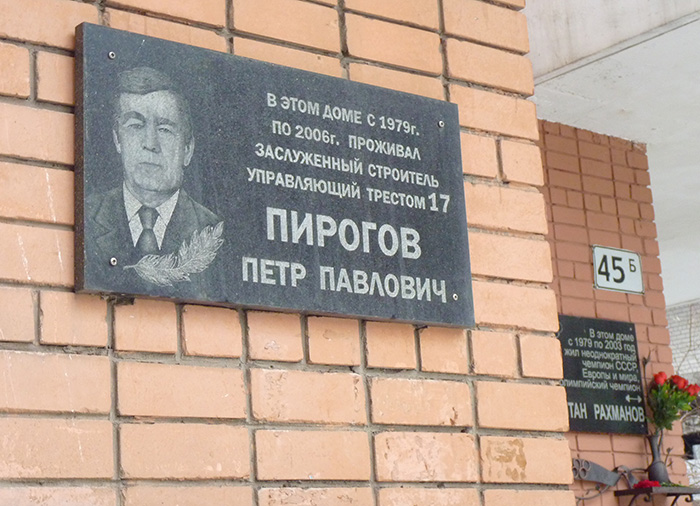 В ЭТОМ ДОМЕ С 1979г.
ПО 2006г. ПРОЖИВАЛ
ЗАСЛУЖЕННЫЙ СТРОИТЕЛЬ
УПРАВЛЯЮЩИЙ ТРЕСТОМ 17
ПИРОГОВ
ПЕТР ПАВЛОВИЧ
45 Б
В этом доме
с 1979 по 2003 год
жил неоднократный
чемпион СССР,
Европы и мира,
олимпийский чемпион
РАХМАНОВ